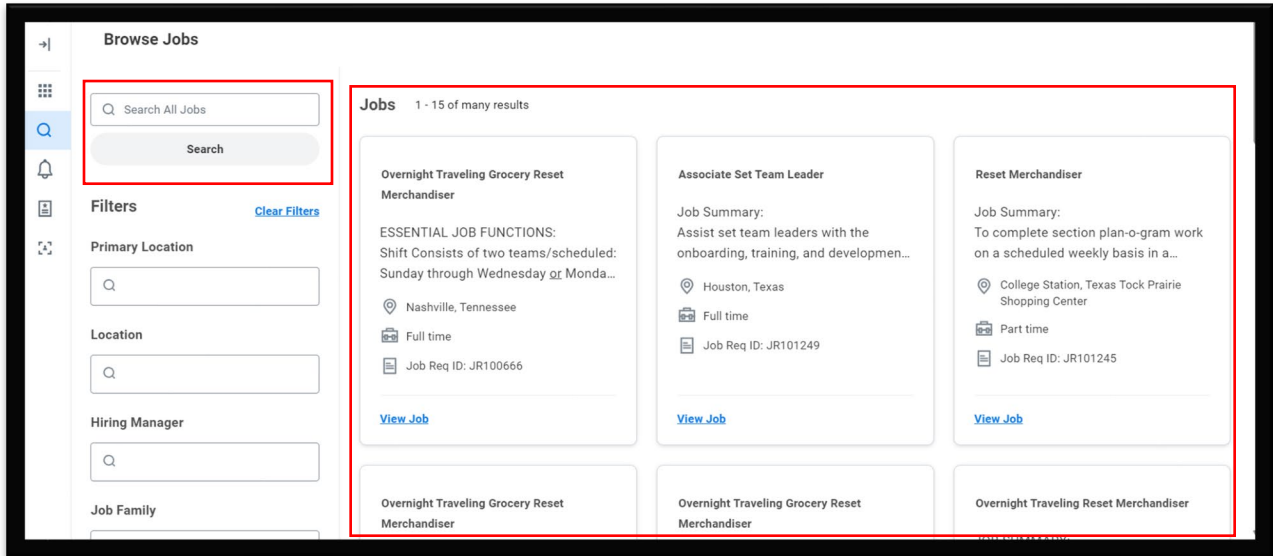 Browse Jobs
Search All Jobs
Search
Filters
Clear Filters
Primary Location
Location
Hiring Manager
Job Family
Jobs 1 - 15 of many results
Overnight Traveling Grocery Reset
Merchandiser
ESSENTIAL JOB FUNCTIONS:
Shift Consists of two teams/scheduled:
Sunday through Wednesday or Monda...
Nashville, Tennessee
Full time
Job Req ID: JR100666
View Job
Associate Set Team Leader
Job Summary:
Assist set team leaders with the
onboarding, training, and developmen...
Houston, Texas
Full time
Job Req ID: JR101249
View Job
Reset Merchandiser
Job Summary:
To complete section plan-o-gram work
on a scheduled weekly basis in a...
College Station, Texas Tock Prairie
Shopping Center
Part time
Job Req ID: JR101245
View Job
Overnight Traveling Grocery Reset
Merchandiser
Overnight Traveling Grocery Reset
Merchandiser
Overnight Traveling Reset Merchandiser